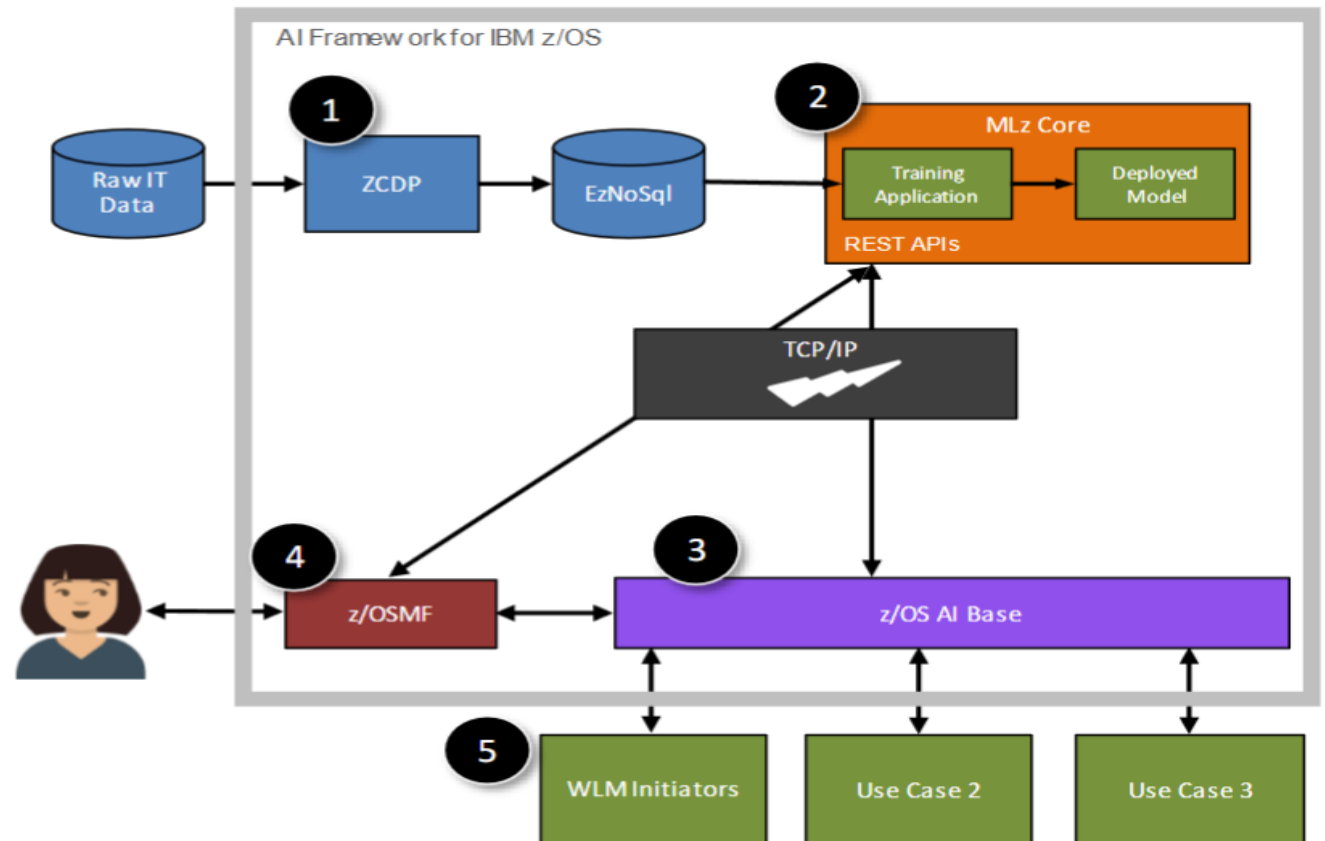 AI Framew ork for IBM z/OS
1
2
MLz Core
Raw IT
Data
ZCDP
EzNoSql
Training
Application
Deployed
Model
REST APIs
TCP/IP
4
3
z/OSMF
z/OS AI Base
5
WLM Initiators
Use Case 2
Use Case 3